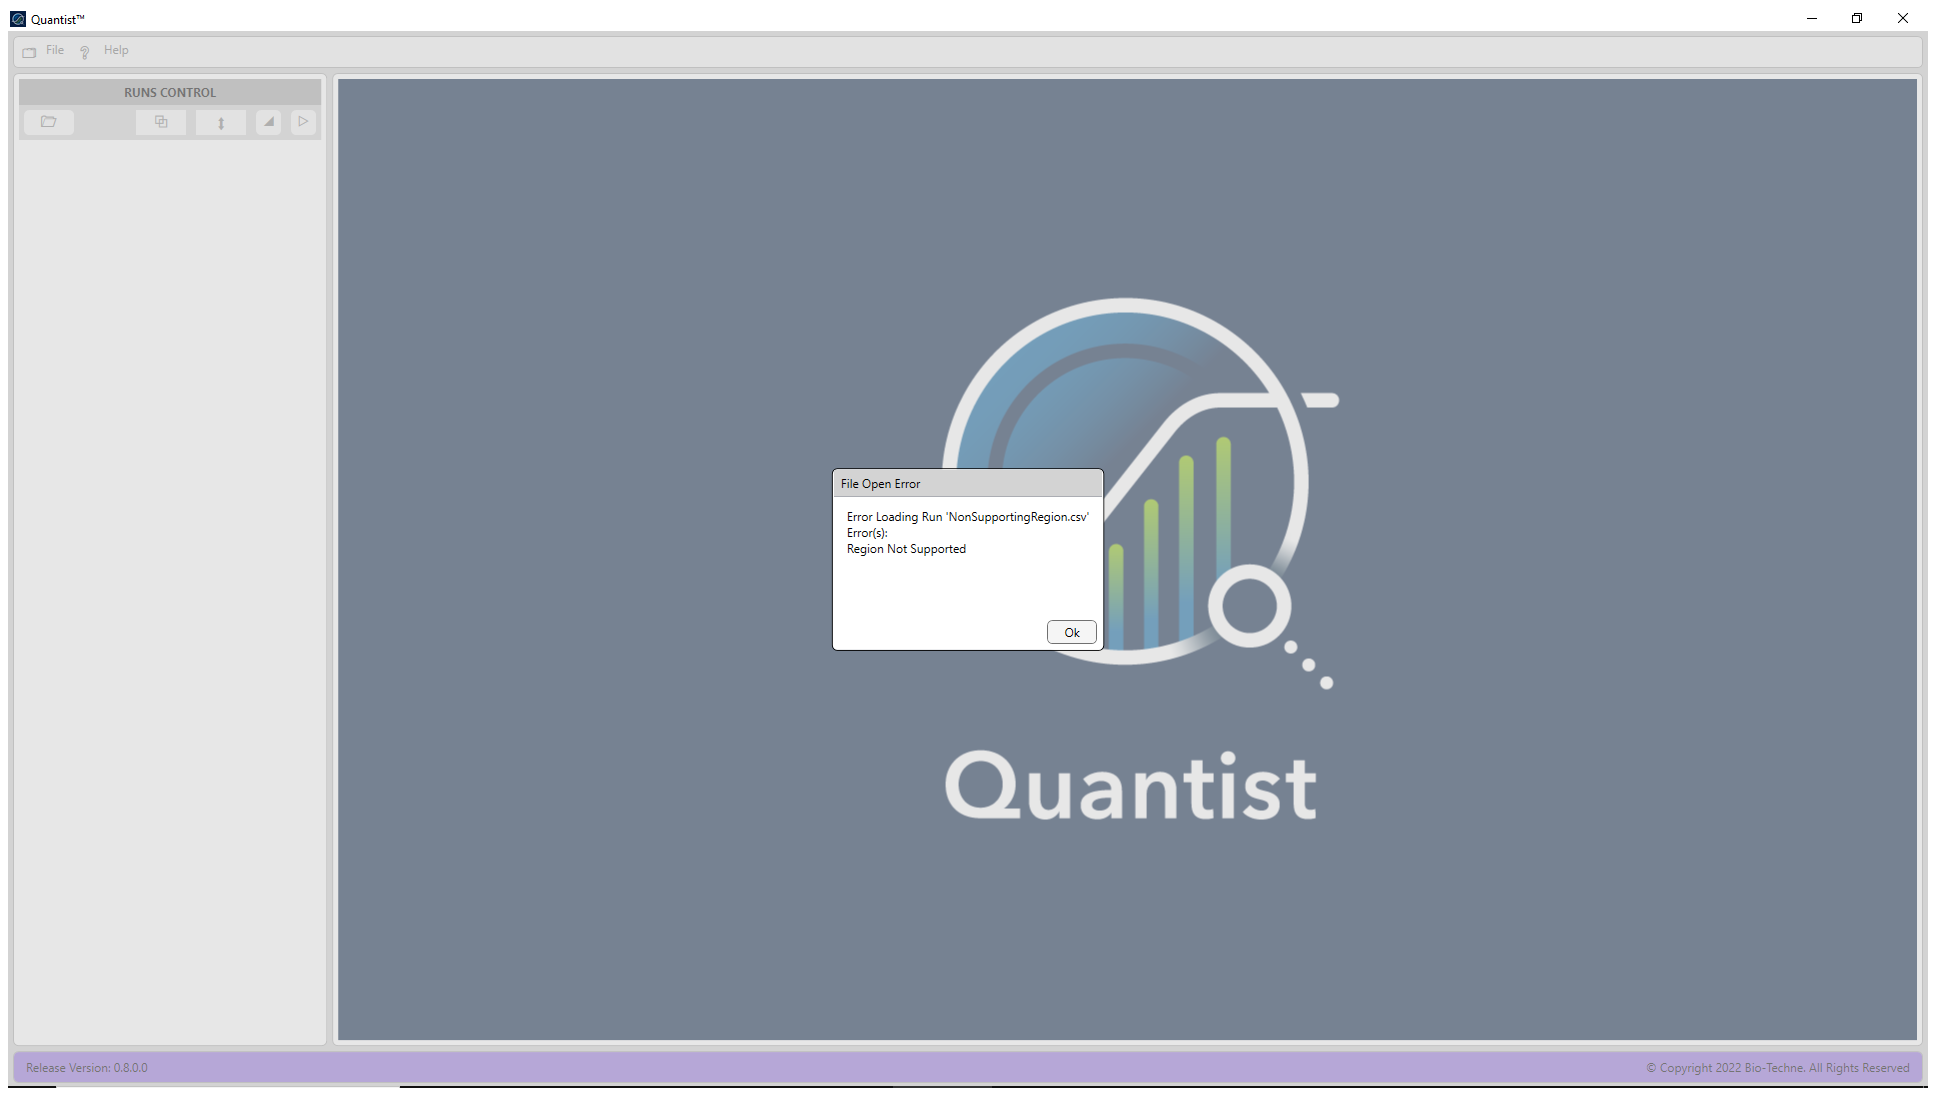 Quantist™
File Help
RUNS CONTROL
File Open Error
Error Loading Run 'NonSupportingRegion.csv'
Error(s):
Region Not Supported
Ok
Quantist
Release Version: 0.8.0.0
© Copyright 2022 Bio-Techne. All Rights Reserved